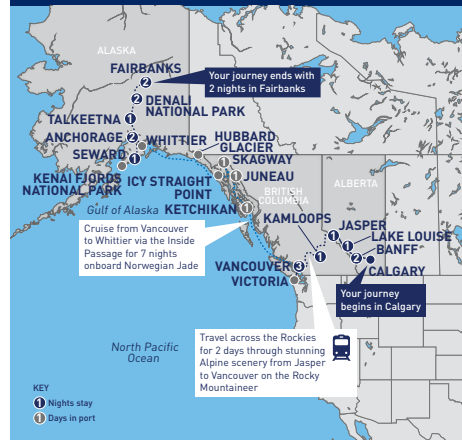 ALASKA
FAIRBANKS
2
Your journey ends with
2 nights in Fairbanks
2
DENALI
NATIONAL PARK
TALKEETNA
1
ANCHORAGE
2
WHITTIER
HUBBARD
GLACIER
SEWARD
1
SKAGWAY
1
KENAI FJORDS
NATIONAL PARK
ICY STRAIGHT
POINT
1
JUNEAU
1
ALBERTA
BRITISH
COLUMBIA
Gulf of Alaska
KETCHIKAN
1
KAMLOOPS
Cruise from Vancouver
to Whittier via the Inside
Passage for 7 nights
onboard Norwegian Jade
JASPER
1
LAKE LOUISE
1
BANFF
2
1
VANCOUVER
3
CALGARY
VICTORIA
Your journey
begins in Calgary
North Pacific
Ocean
Travel across the Rockies
for 2 days through stunning
Alpine scenery from Jasper
to Vancouver on the Rocky
Mountaineer
KEY
1 Nights stay
1 Days in port